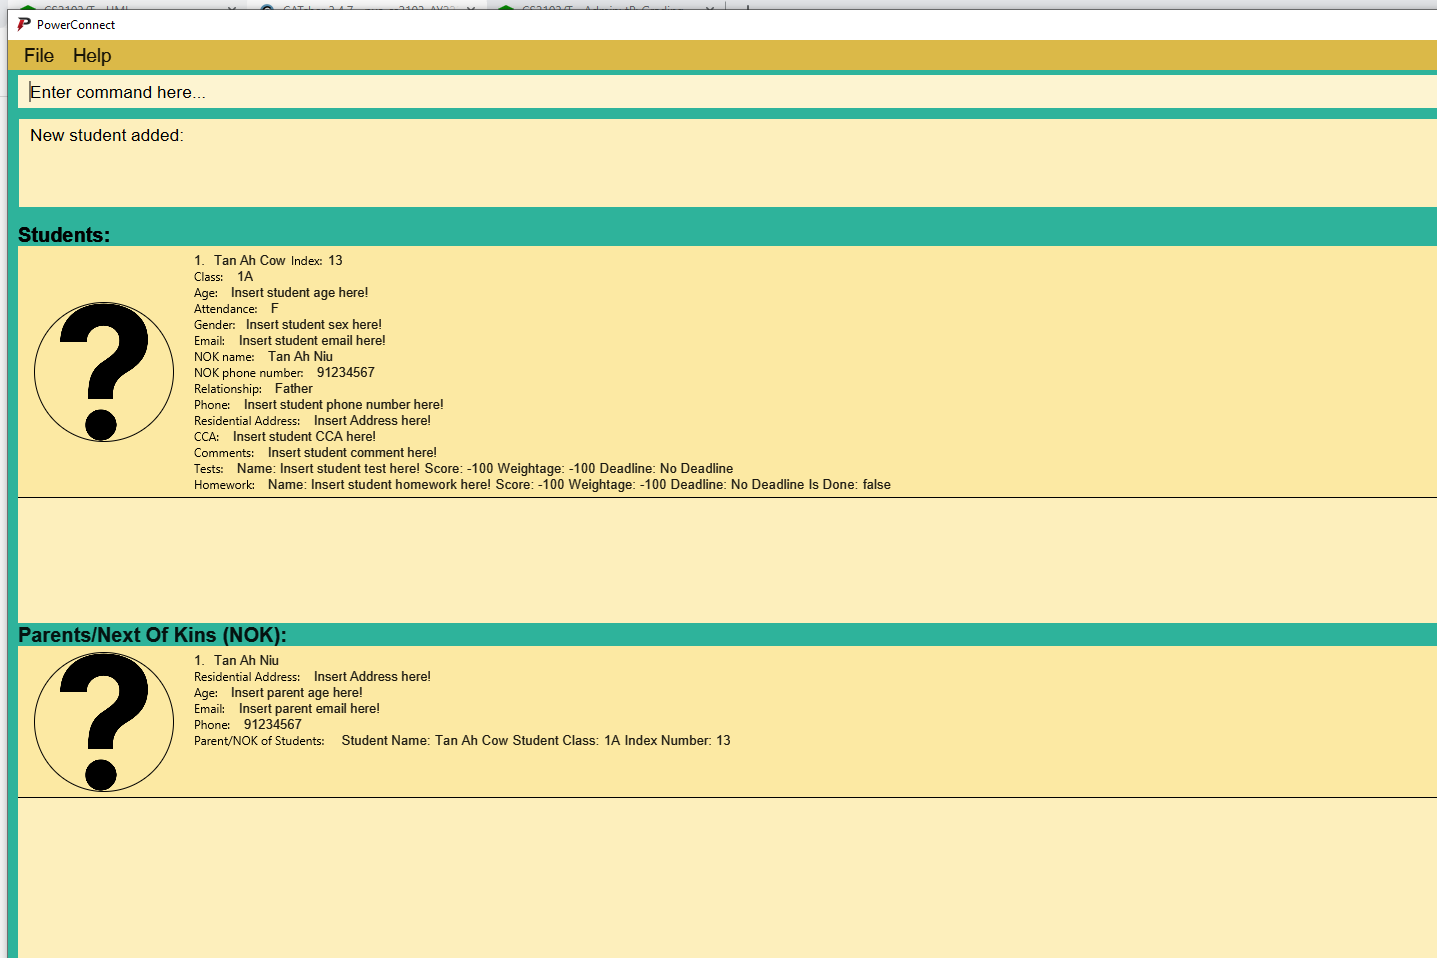 PowerConnect
File Help
Enter command here...
New student added:
Students:
1. Tan Ah Cow Index: 13
Class: 1A
Age: Insert student age here!
Attendance: F
Gender: Insert student sex here!
Email: Insert student email here!
NOK name: Tan Ah Niu
NOK phone number: 91234567
Relationship: Father
Phone: Insert student phone number here!
Residential Address: Insert Address here!
CCA: Insert student CCA here!
Comments: Insert student comment here!
Tests: Name: Insert student test here! Score: -100 Weightage: -100 Deadline: No Deadline
Homework: Name: Insert student homework here! Score: -100 Weightage: -100 Deadline: No Deadline Is Done: false
Parents/Next Of Kins (NOK):
1. Tan Ah Niu
Residential Address: Insert Address here!
Age: Insert parent age here!
Email: Insert parent email here!
Phone: 91234567
Parent/NOK of Students: Student Name: Tan Ah Cow Student Class: 1A Index Number: 13